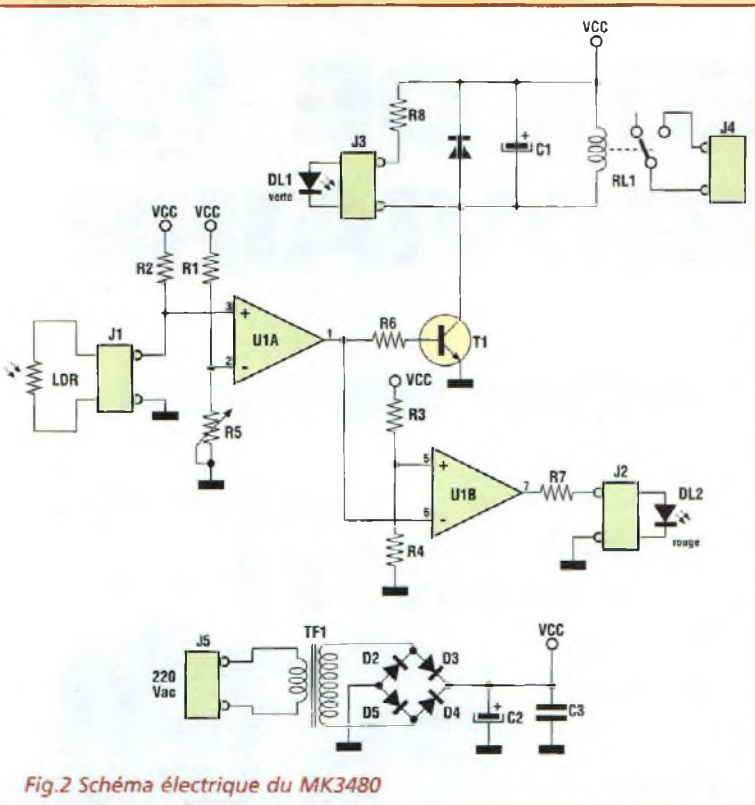 VCC
R8
J3
C1
J4
DL1
verte
RL1
VCC
VCC
R2
R1
3
+
J1
U1A
1
R6
T1
2
-
LDR
VCC
R5
R3
5
+
J2
U1B
7
R7
DL2
6
-
R4
rouge
TF1
J5
VCC
D2
D3
220
Vac
D5
D4
+
C2
C3
Fig.2 Schéma électrique du MK3480